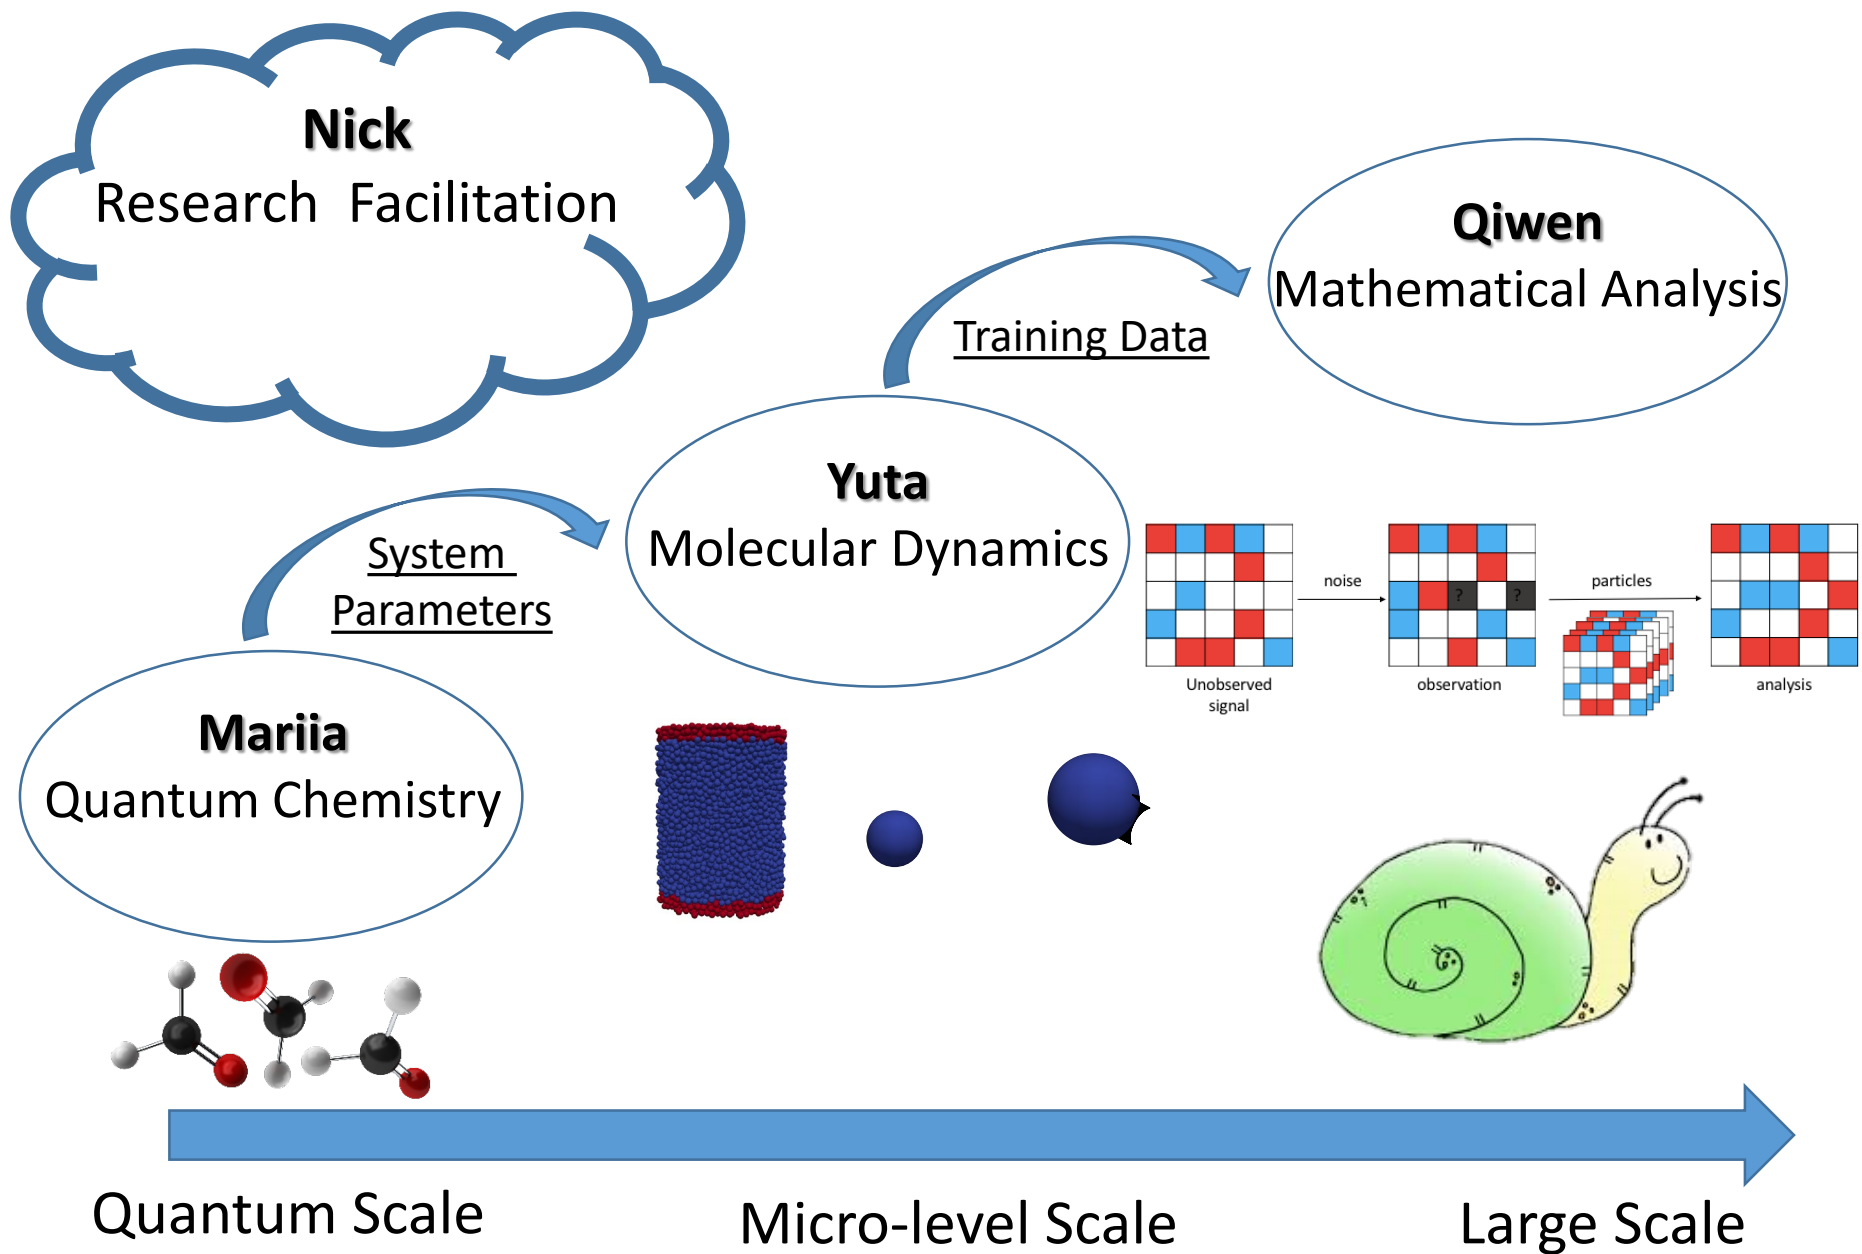 Nick
Research Facilitation
Qiwen
Mathematical Analysis
Training Data
Yuta
Molecular Dynamics
System
Parameters
Mariia
Quantum Chemistry
noise
particles
?
?
Unobserved
signal
observation
analysis
Quantum Scale
Micro-level Scale
Large Scale